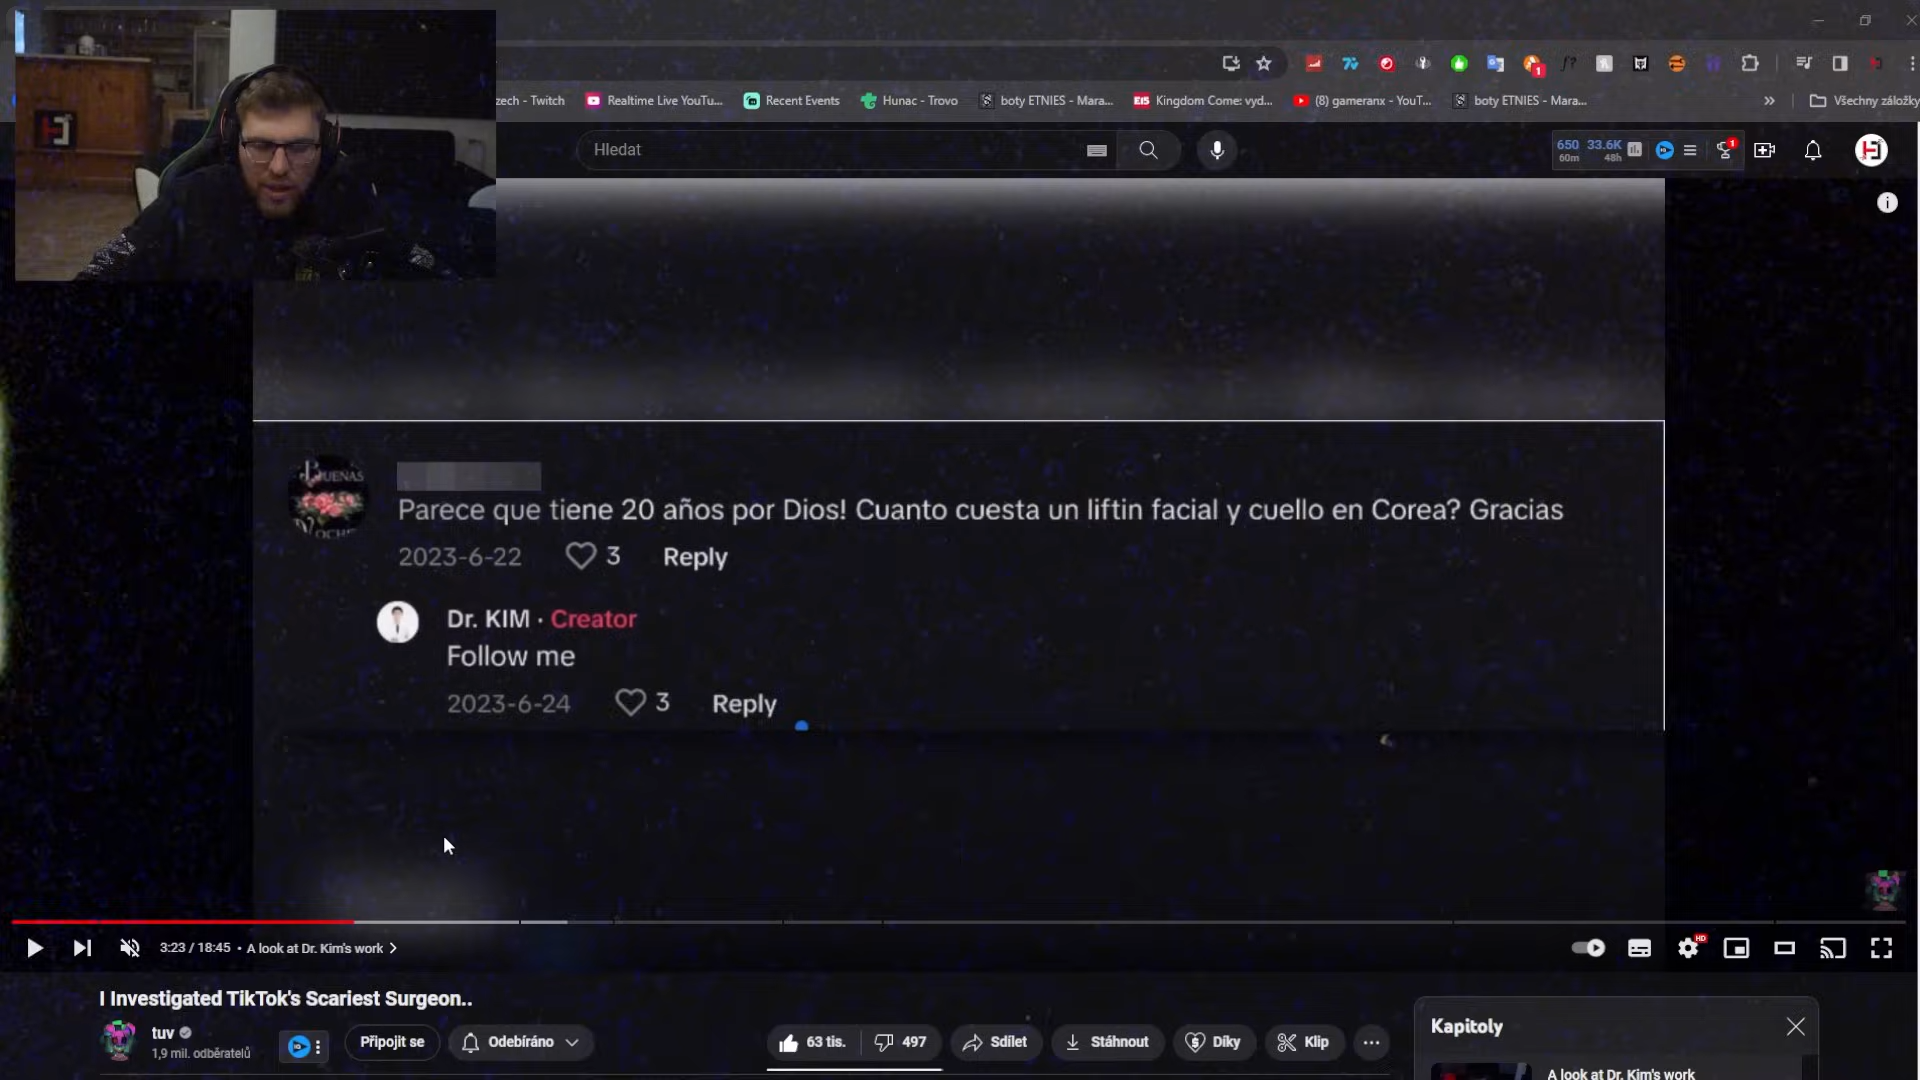 zech - Twitch
Realtime Live YouTu...
Recent Events
Hunac - Trovo
boty ETNIES - Mara...
Kingdom Come: vyd...
(8) gameranx - YouT...
boty ETNIES - Mara...
»
Všechny záložky
Hledat
650 33.6K
60m 48h
1
BUENAS
NOCHE
Parece que tiene 20 años por Dios! Cuanto cuesta un liftin facial y cuello en Corea? Gracias
2023-6-22 3 Reply
Dr. KIM · Creator
Follow me
2023-6-24 3 Reply
3:23 / 18:45 • A look at Dr. Kim's work >
HD
I Investigated TikTok's Scariest Surgeon..
tuv
1,9 mil. odběratelů
Připojit se
Odebíráno
63 tis.
497
Sdílet
Stáhnout
Díky
Klip
...
Kapitoly
A look at Dr. Kim's work